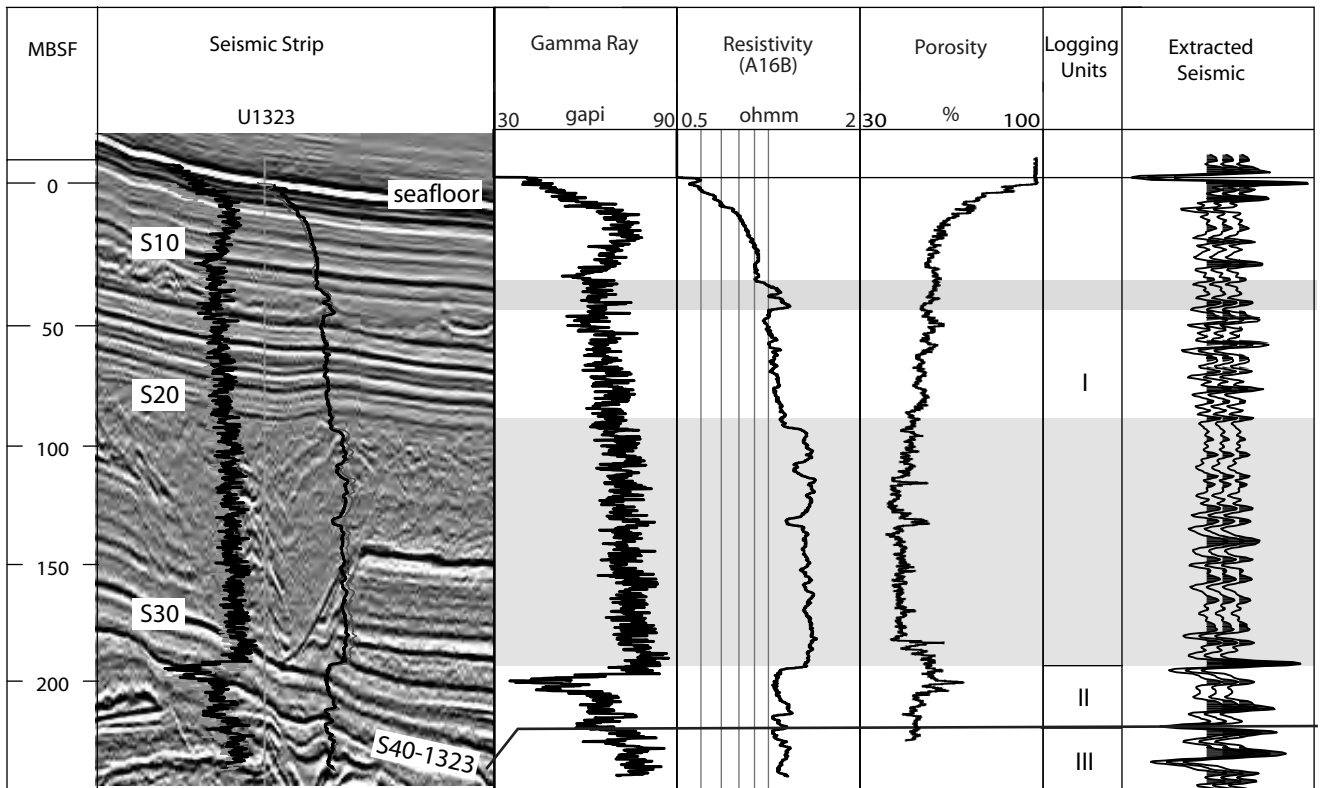 MBSF
Seismic Strip
Gamma Ray
Resistivity
(A16B)
Porosity
Logging
Units
Extracted
Seismic
U1323
30 gapi 90
0.5 ohmm 2
30 % 100
0
50
100
150
200
seafloor
S10
S20
S30
S40-1323
I
II
III